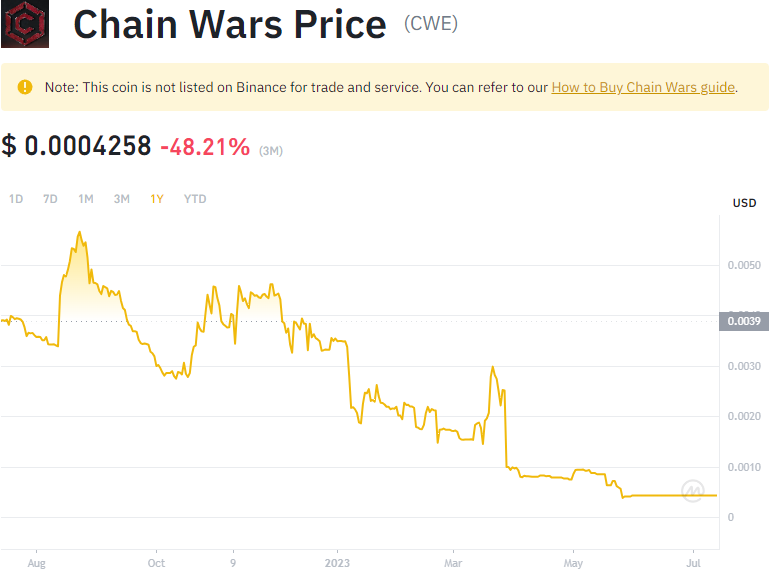 Chain Wars Price (CWE)
Note: This coin is not listed on Binance for trade and service. You can refer to our How to Buy Chain Wars guide.
$ 0.0004258 -48.21% (3M)
1D 7D 1M 3M 1Y YTD
USD
0.0050
0.0039
0.0030
0.0020
0.0010
0
Aug Oct 9 2023 Mar May Jul